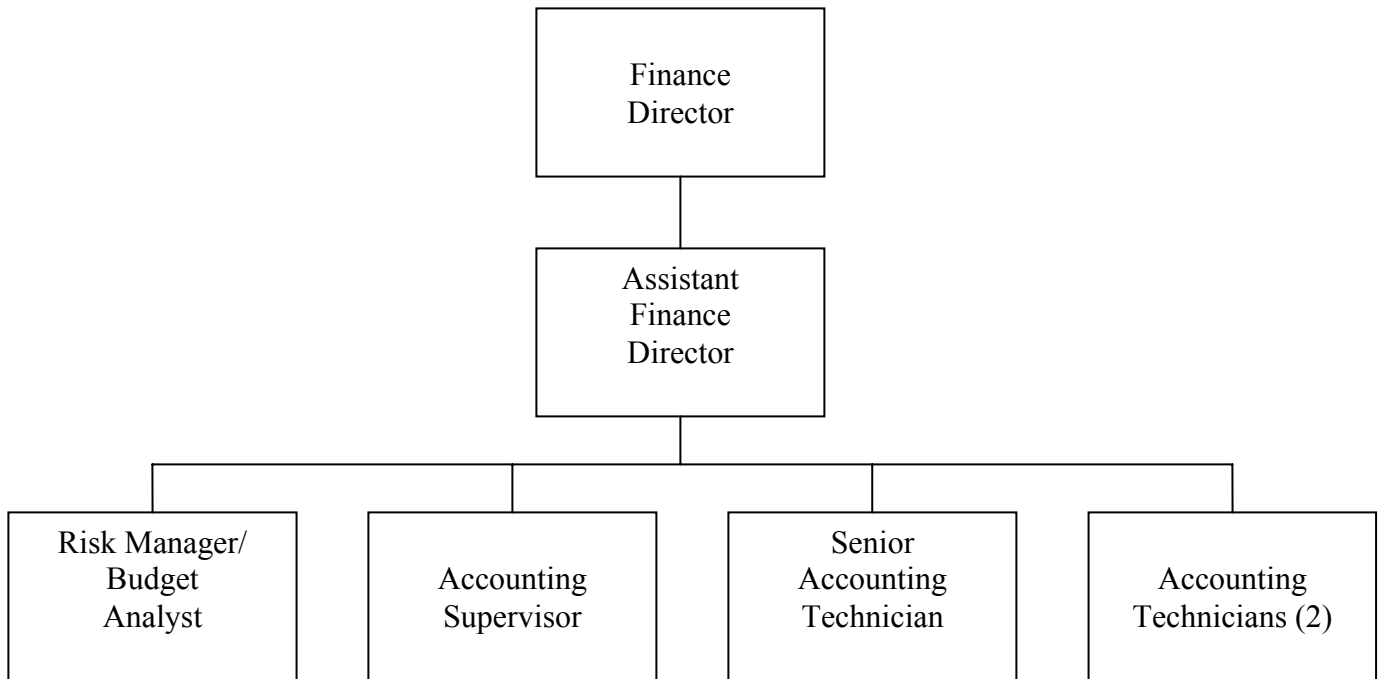 Finance
Director
Assistant
Finance
Director
Risk Manager/
Budget
Analyst
Accounting
Supervisor
Senior
Accounting
Technician
Accounting
Technicians (2)